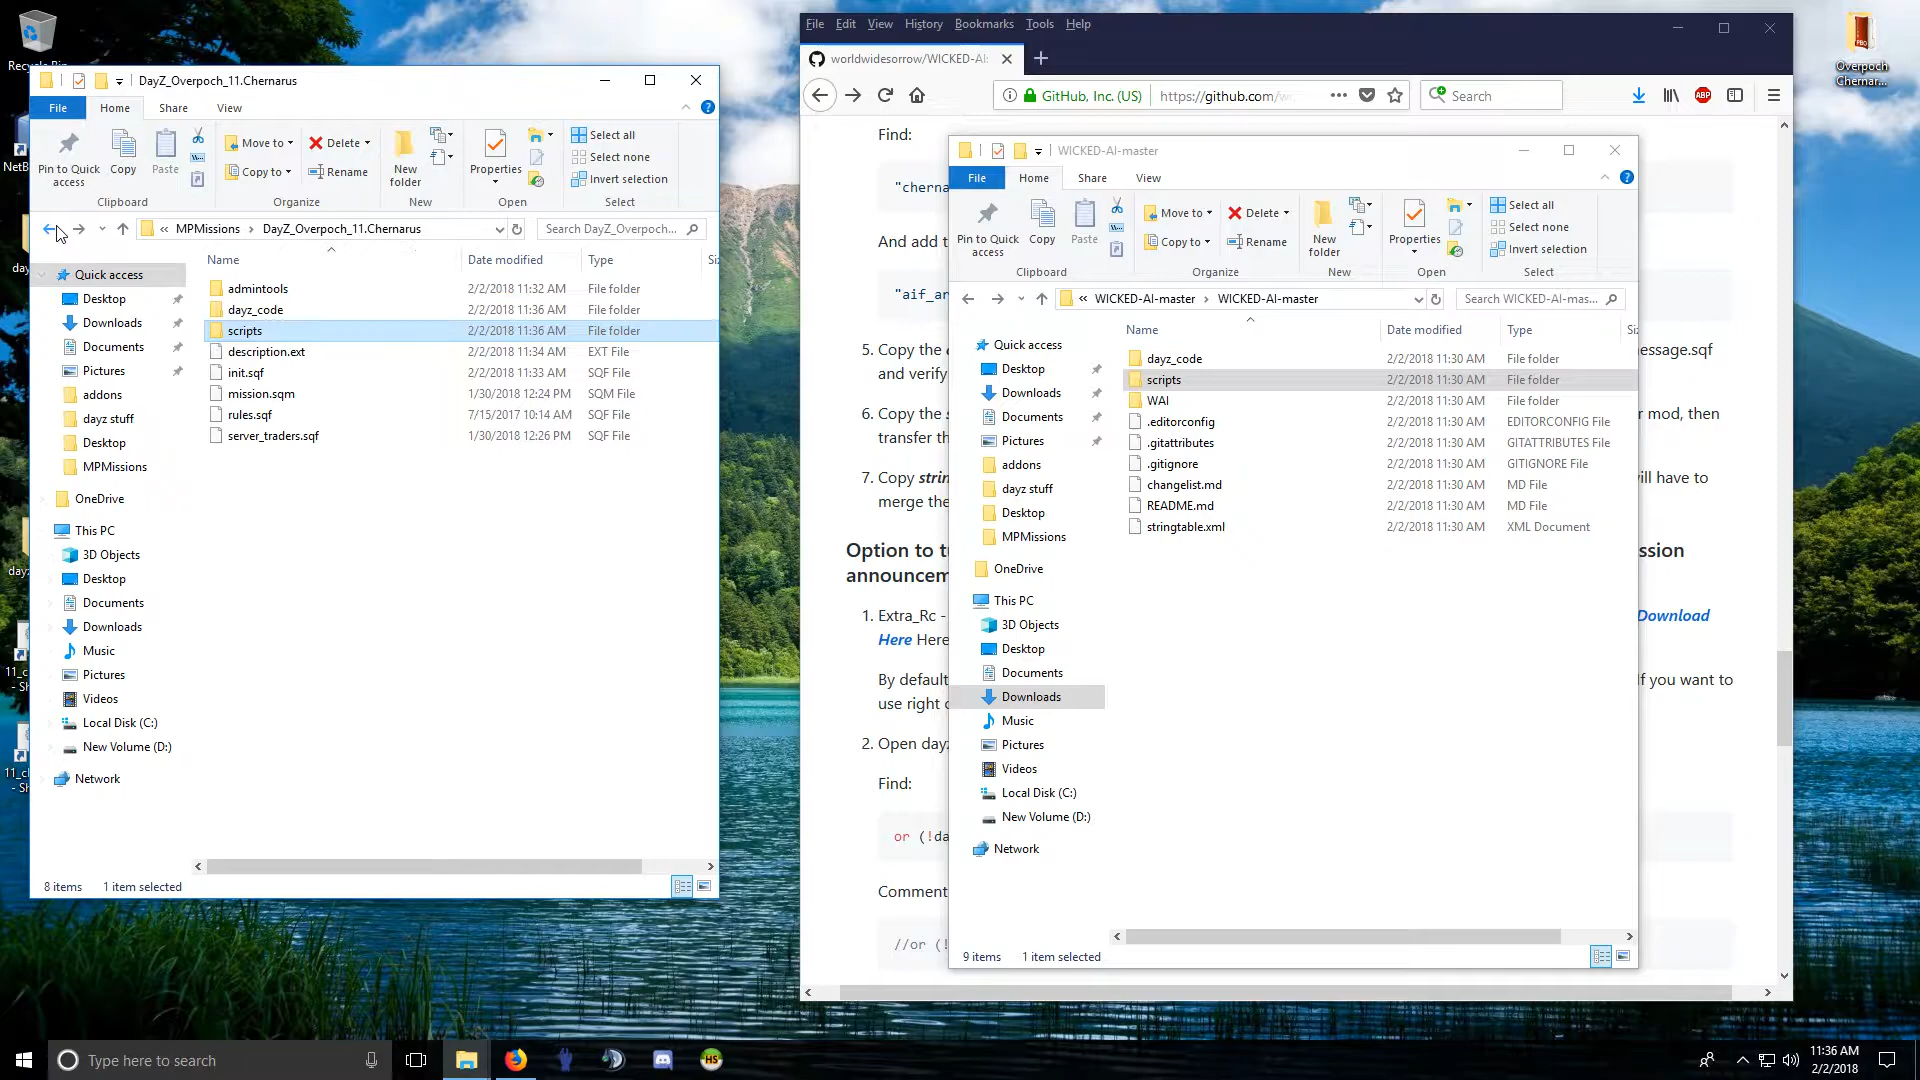 Recycle Bin
NetB
day
dayz
11_c
- Sh
11_cl
- Sh
DayZ_Overpoch_11.Chernarus
File
Home
Share
View
Pin to Quick
access
Copy
Paste
Clipboard
Move to
Copy to
Delete
Rename
Organize
New
folder
New
Properties
Open
Select all
Select none
Invert selection
Select
« MPMissions › DayZ_Overpoch_11.Chernarus
Search DayZ_Overpoch...
Name
Date modified
Type
Si
admintools 2/2/2018 11:32 AM File folder
dayz_code 2/2/2018 11:36 AM File folder
scripts 2/2/2018 11:36 AM File folder
description.ext 2/2/2018 11:34 AM EXT File
init.sqf 2/2/2018 11:33 AM SQF File
mission.sqm 1/30/2018 12:24 PM SQM File
rules.sqf 7/15/2017 10:14 AM SQF File
server_traders.sqf 1/30/2018 12:26 PM SQF File
Quick access
Desktop
Downloads
Documents
Pictures
addons
dayz stuff
Desktop
MPMissions
OneDrive
This PC
3D Objects
Desktop
Documents
Downloads
Music
Pictures
Videos
Local Disk (C:)
New Volume (D:)
Network
8 items 1 item selected
File Edit View History Bookmarks Tools Help
worldwidesorrow/WICKED-AI:
GitHub, Inc. (US)
https://github.com/w
Search
Find:
"cherna
And add t
"aif_ar
5. Copy the
essage.sqf
and verify
6. Copy the s
r mod, then
transfer the
7. Copy strin
ill have to
merge the
Option to t
ission
announcem
1. Extra_Rc -
Download
Here Here
By default
f you want to
use right c
2. Open dayz
Find:
or (!da
Comment
//or (!
WICKED-AI-master
File
Home
Share
View
Pin to Quick
access
Copy
Paste
Clipboard
Move to
Copy to
Delete
Rename
Organize
New
folder
New
Properties
Open
Select all
Select none
Invert selection
Select
« WICKED-AI-master › WICKED-AI-master
Search WICKED-AI-mas...
Name
Date modified
Type
Si
dayz_code 2/2/2018 11:30 AM File folder
scripts 2/2/2018 11:30 AM File folder
WAI 2/2/2018 11:30 AM File folder
.editorconfig 2/2/2018 11:30 AM EDITORCONFIG File
.gitattributes 2/2/2018 11:30 AM GITATTRIBUTES File
.gitignore 2/2/2018 11:30 AM GITIGNORE File
changelist.md 2/2/2018 11:30 AM MD File
README.md 2/2/2018 11:30 AM MD File
stringtable.xml 2/2/2018 11:30 AM XML Document
Quick access
Desktop
Downloads
Documents
Pictures
addons
dayz stuff
Desktop
MPMissions
OneDrive
This PC
3D Objects
Desktop
Documents
Downloads
Music
Pictures
Videos
Local Disk (C:)
New Volume (D:)
Network
9 items 1 item selected
PBO
Overpoch
Chernar...
Type here to search
ABP
HS
11:36 AM
2/2/2018